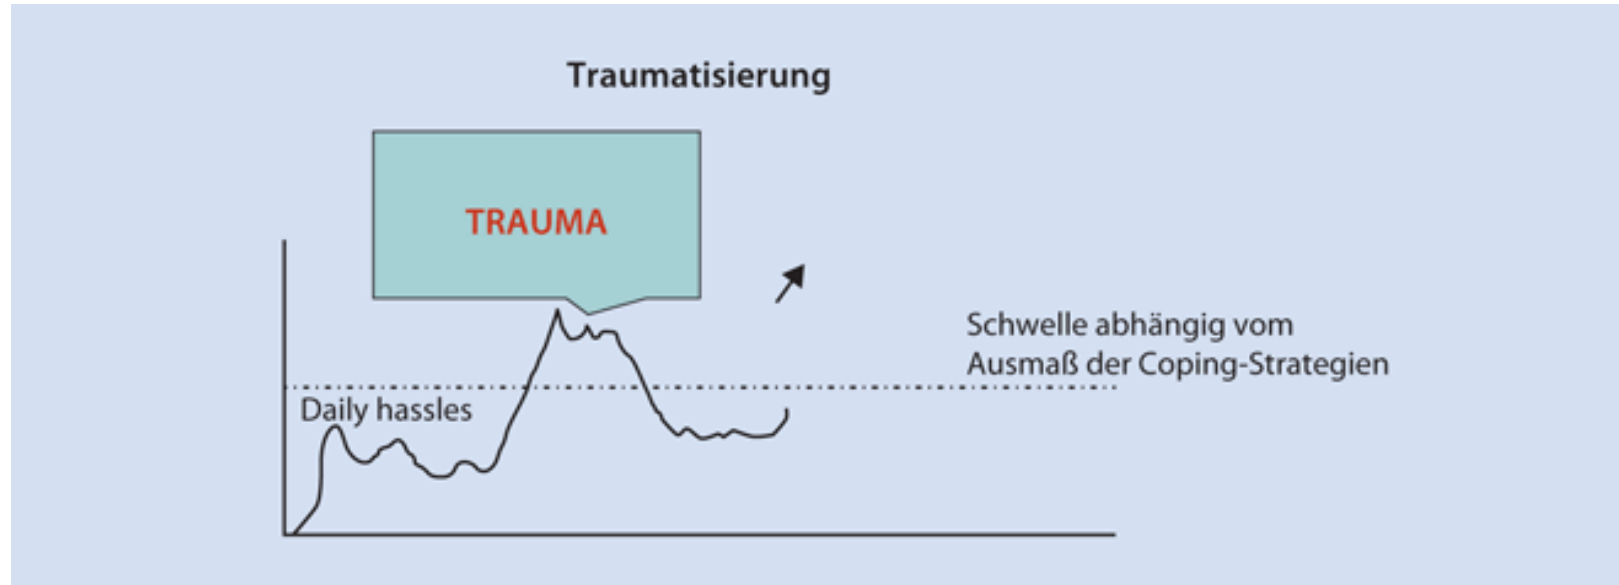 Traumatisierung
TRAUMA
Schwelle abhängig vom
Ausmaß der Coping-Strategien
Daily hassles